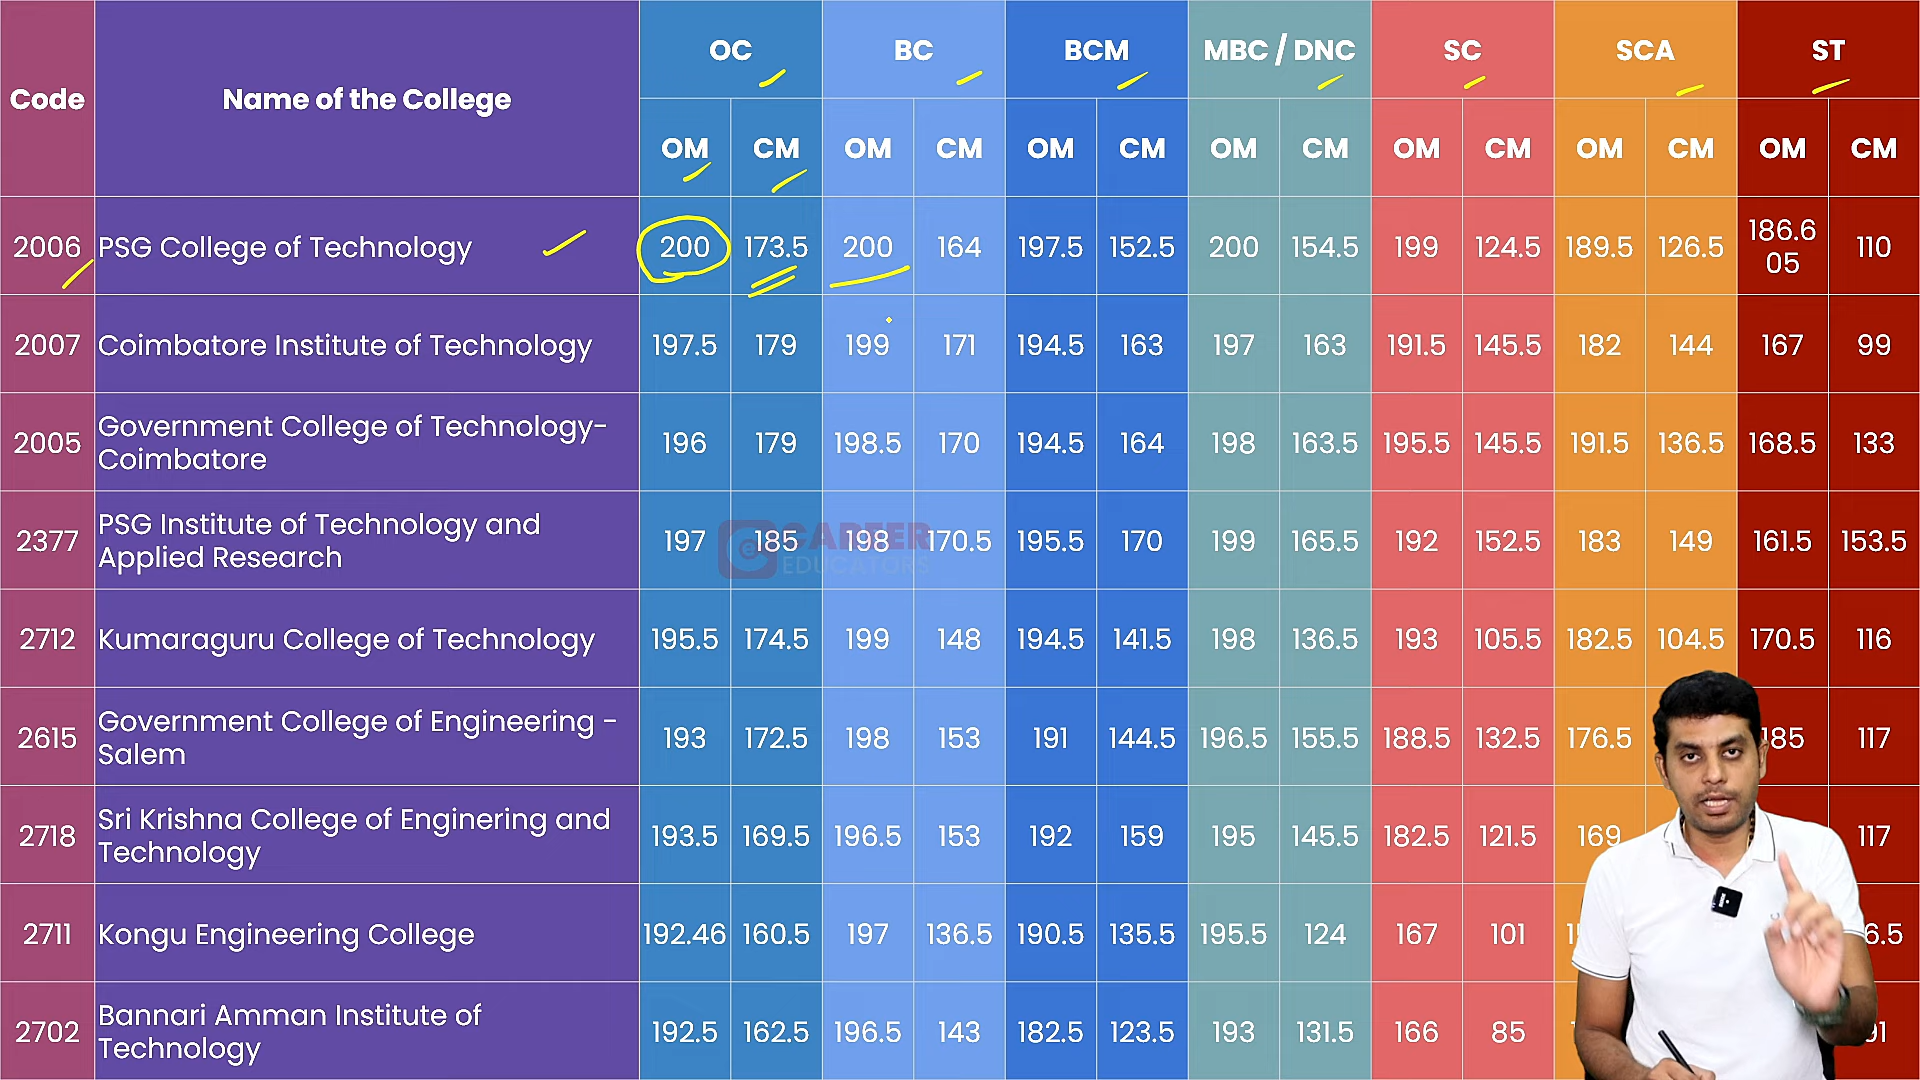 Code Name of the College OC BC BCM MBC / DNC SC SCA ST
OM CM OM CM OM CM OM CM OM CM OM CM OM CM
2006 PSG College of Technology 200 173.5 200 164 197.5 152.5 200 154.5 199 124.5 189.5 126.5 186.6 110
05
2007 Coimbatore Institute of Technology 197.5 179 199 171 194.5 163 197 163 191.5 145.5 182 144 167 99
Government College of Technology-
2005 Coimbatore 196 179 198.5 170 194.5 164 198 163.5 195.5 145.5 191.5 136.5 168.5 133
PSG Institute of Technology and
2377 Applied Research 197 185 198 170.5 195.5 170 199 165.5 192 152.5 183 149 161.5 153.5
CAREER
EDUCATORS
2712 Kumaraguru College of Technology 195.5 174.5 199 148 194.5 141.5 198 136.5 193 105.5 182.5 104.5 170.5 116
Government College of Engineering -
2615 Salem 193 172.5 198 153 191 144.5 196.5 155.5 188.5 132.5 176.5 185 117
Sri Krishna College of Enginering and
2718 Technology 193.5 169.5 196.5 153 192 159 195 145.5 182.5 121.5 169 117
2711 Kongu Engineering College 192.46 160.5 197 136.5 190.5 135.5 195.5 124 167 101
Bannari Amman Institute of
2702 Technology 192.5 162.5 196.5 143 182.5 123.5 193 131.5 166 85